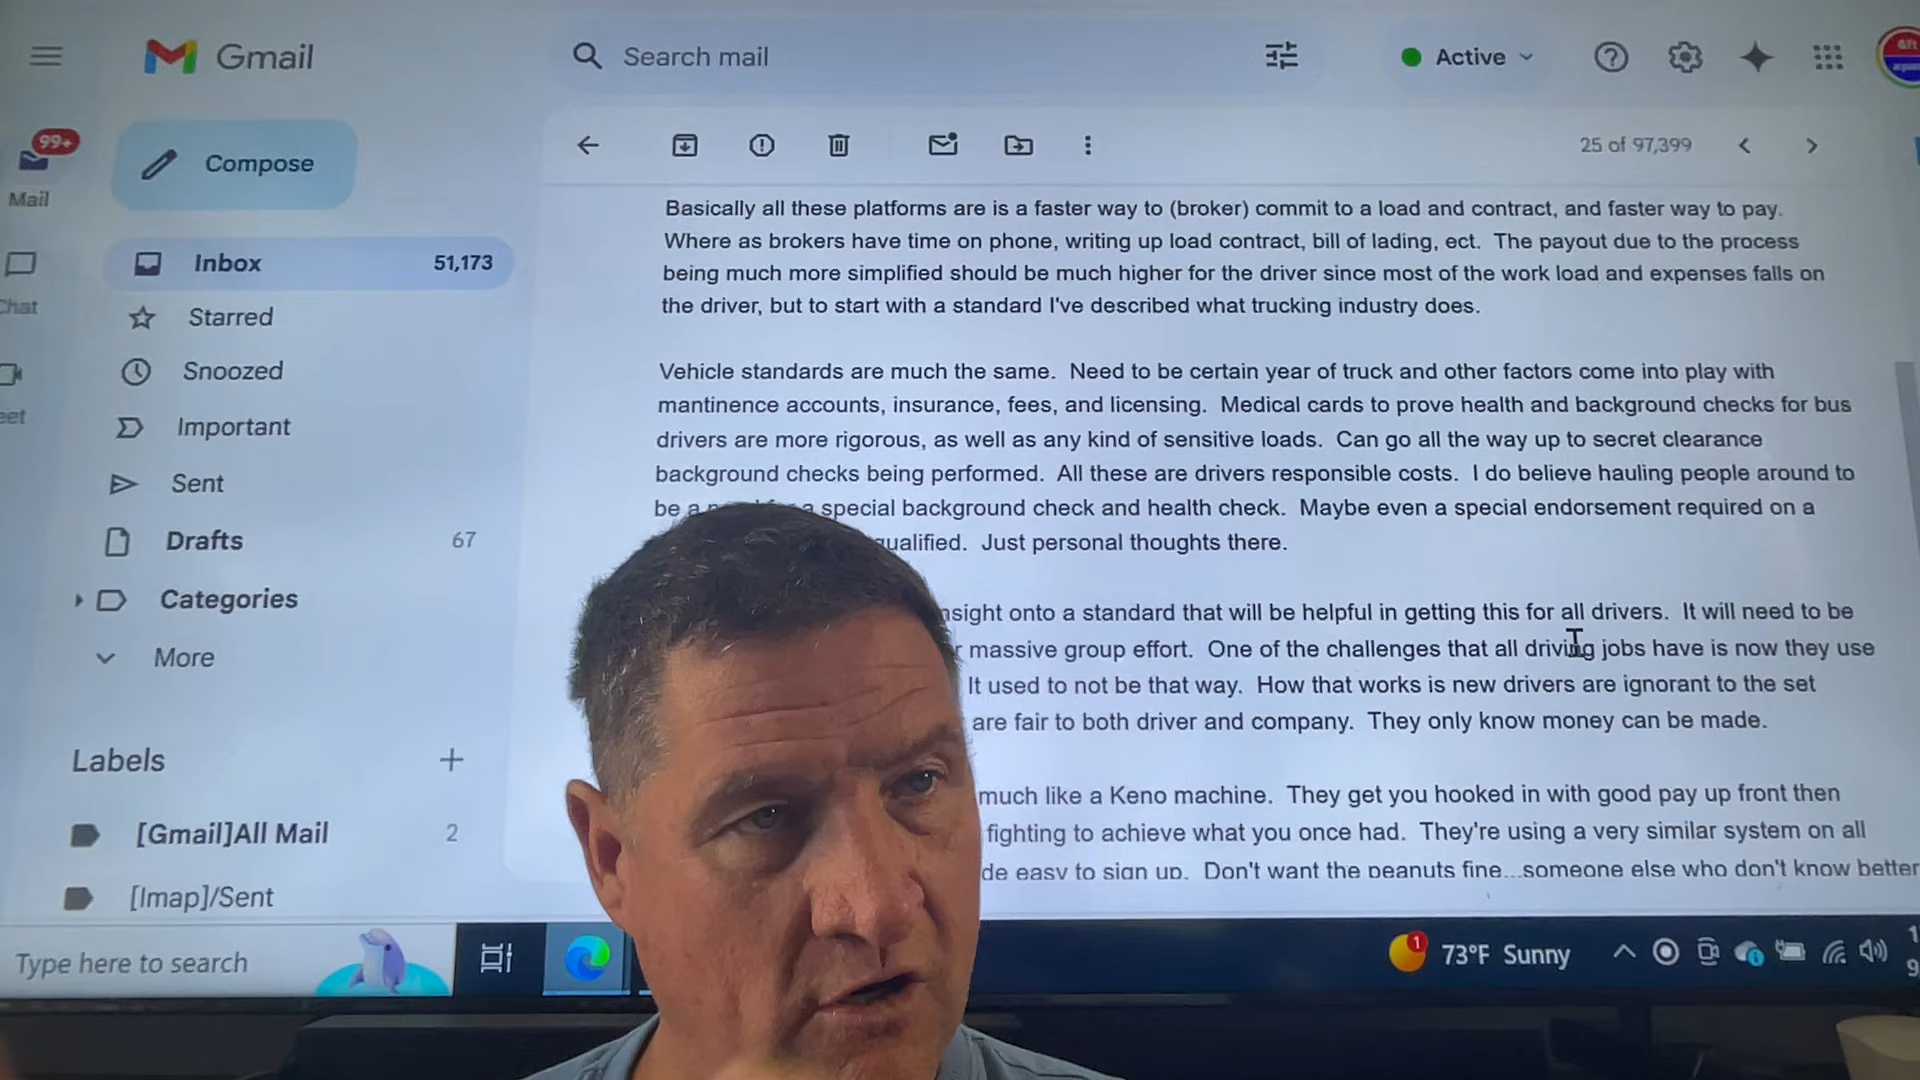 Gmail
Search mail
Active
99+
Mail
Compose
25 of 97,399
Inbox 51,173
Starred
Snoozed
Important
Sent
Drafts 67
Categories
More
Labels
[Gmail]All Mail 2
[Imap]/Sent
Basically all these platforms are is a faster way to (broker) commit to a load and contract, and faster way to pay.
Where as brokers have time on phone, writing up load contract, bill of lading, ect. The payout due to the process
being much more simplified should be much higher for the driver since most of the work load and expenses falls on
the driver, but to start with a standard I've described what trucking industry does.
Vehicle standards are much the same. Need to be certain year of truck and other factors come into play with
mantinence accounts, insurance, fees, and licensing. Medical cards to prove health and background checks for bus
drivers are more rigorous, as well as any kind of sensitive loads. Can go all the way up to secret clearance
background checks being performed. All these are drivers responsible costs. I do believe hauling people around to
be a special background check and health check. Maybe even a special endorsement required on a
qualified. Just personal thoughts there.
insight onto a standard that will be helpful in getting this for all drivers. It will need to be
massive group effort. One of the challenges that all driving jobs have is now they use
It used to not be that way. How that works is new drivers are ignorant to the set
are fair to both driver and company. They only know money can be made.
much like a Keno machine. They get you hooked in with good pay up front then
fighting to achieve what you once had. They're using a very similar system on all
easy to sign up. Don't want the peanuts fine...someone else who don't know better
Type here to search
1
73°F Sunny